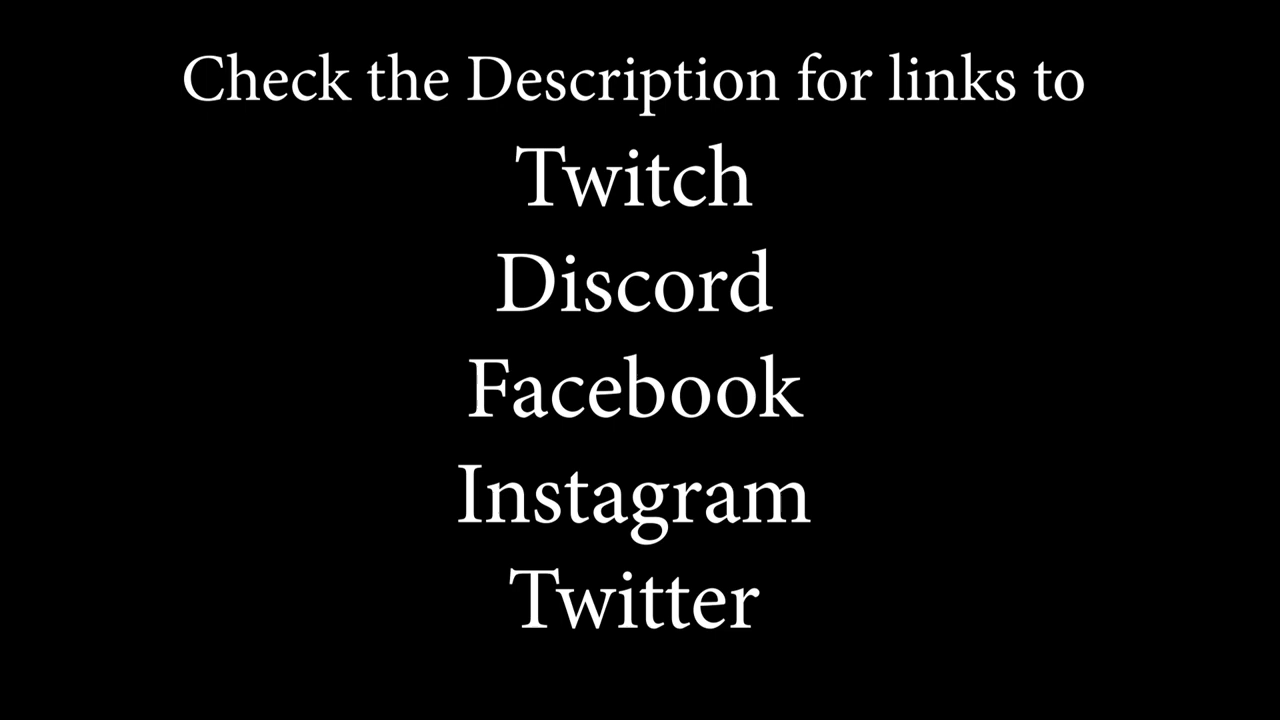 Check the Description for links to
Twitch
Discord
Facebook
Instagram
Twitter